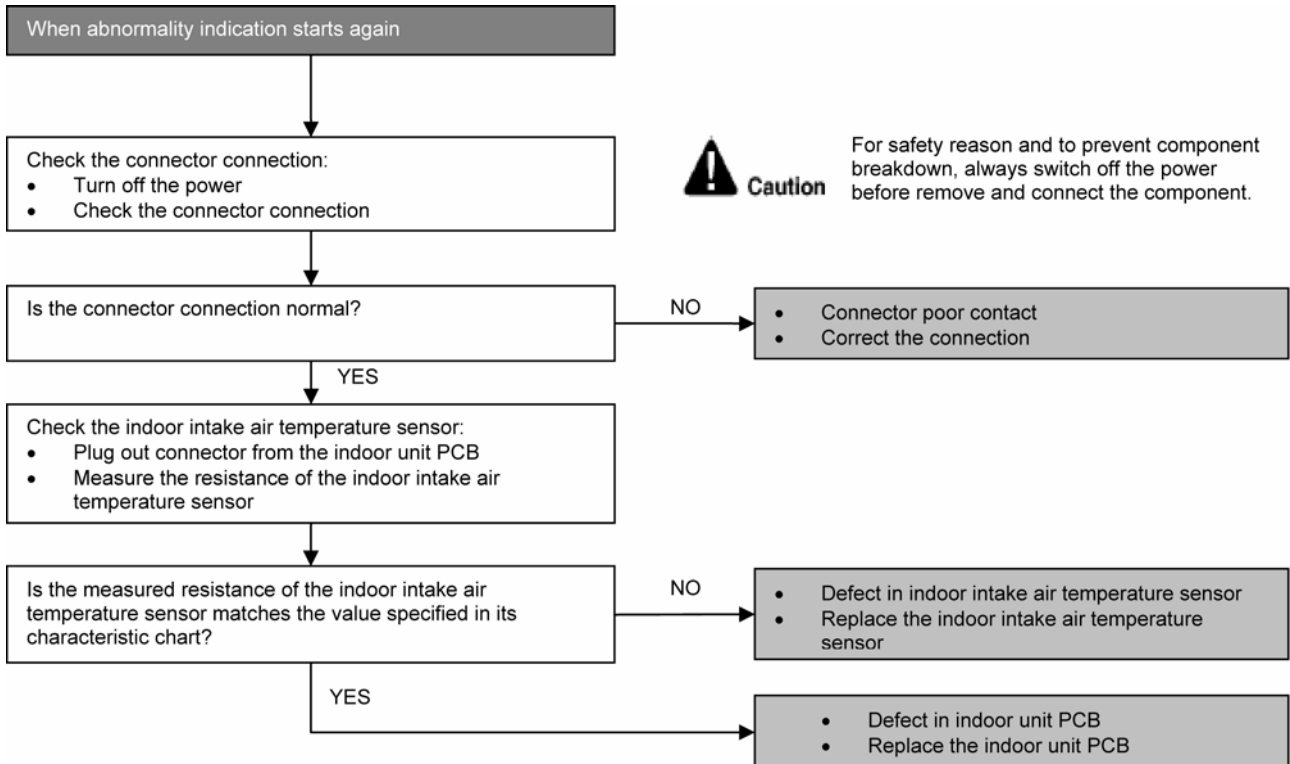 When abnormality indication starts again
Check the connector connection:
• Turn off the power
• Check the connector connection
Caution
For safety reason and to prevent component
breakdown, always switch off the power
before remove and connect the component.
Is the connector connection normal?
NO
• Connector poor contact
• Correct the connection
YES
Check the indoor intake air temperature sensor:
• Plug out connector from the indoor unit PCB
• Measure the resistance of the indoor intake air
temperature sensor
Is the measured resistance of the indoor intake air
temperature sensor matches the value specified in its
characteristic chart?
NO
• Defect in indoor intake air temperature sensor
• Replace the indoor intake air temperature
sensor
YES
• Defect in indoor unit PCB
• Replace the indoor unit PCB